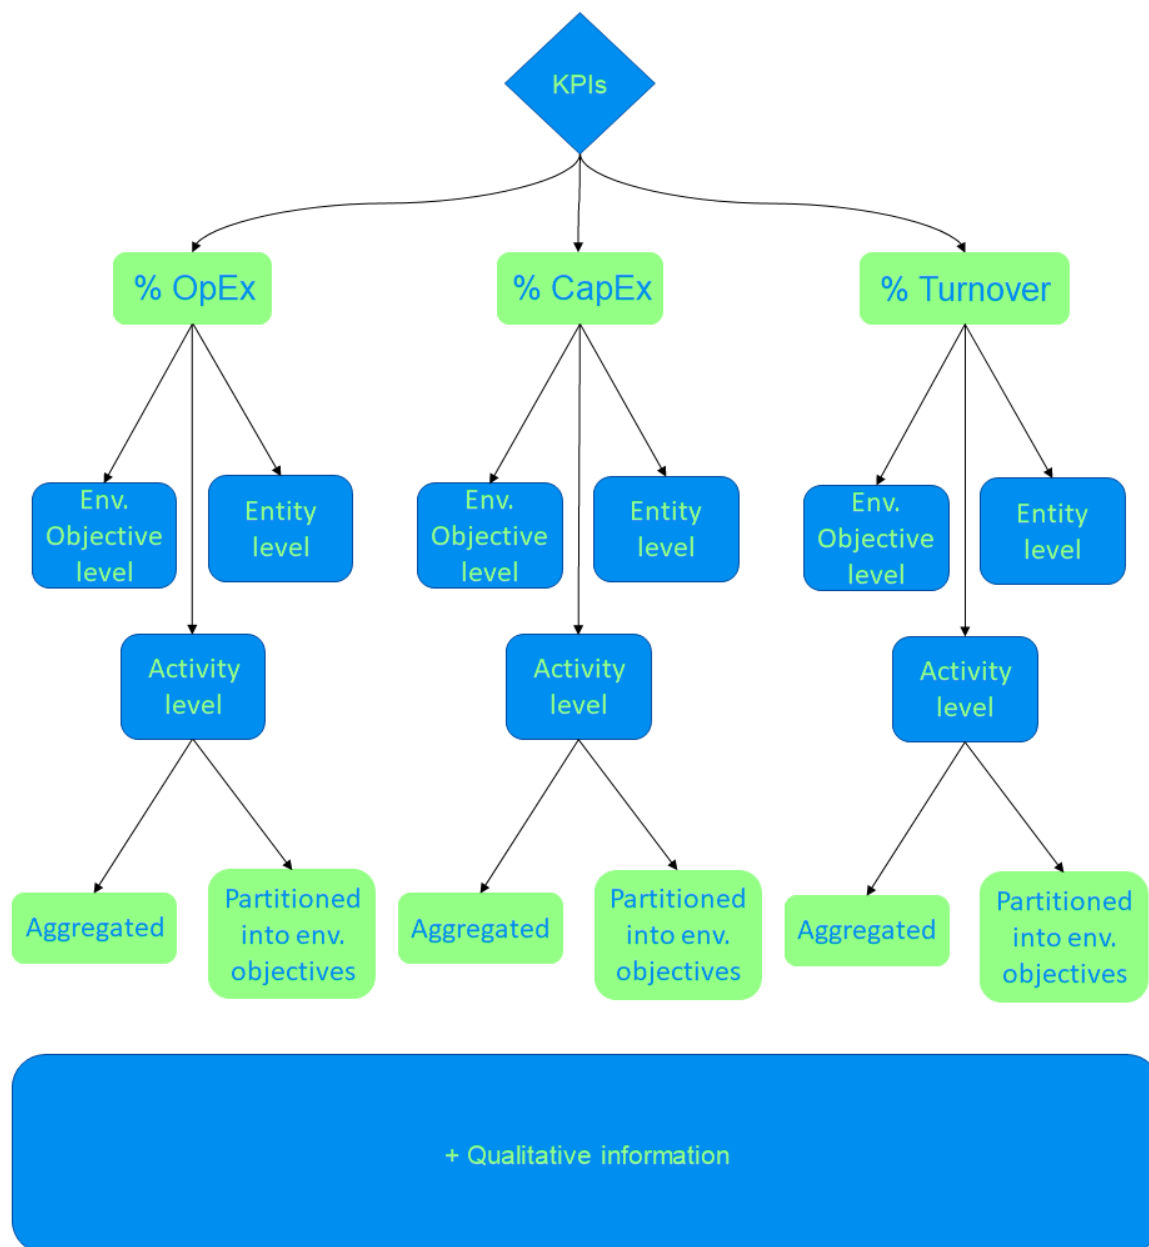 KPIs
% OpEx
% CapEx
% Turnover
Env.
Objective
level
Entity
level
Env.
Objective
level
Entity
level
Env.
Objective
level
Entity
level
Activity
level
Activity
level
Activity
level
Aggregated
Partitioned
into env.
objectives
Aggregated
Partitioned
into env.
objectives
Aggregated
Partitioned
into env.
objectives
+ Qualitative information